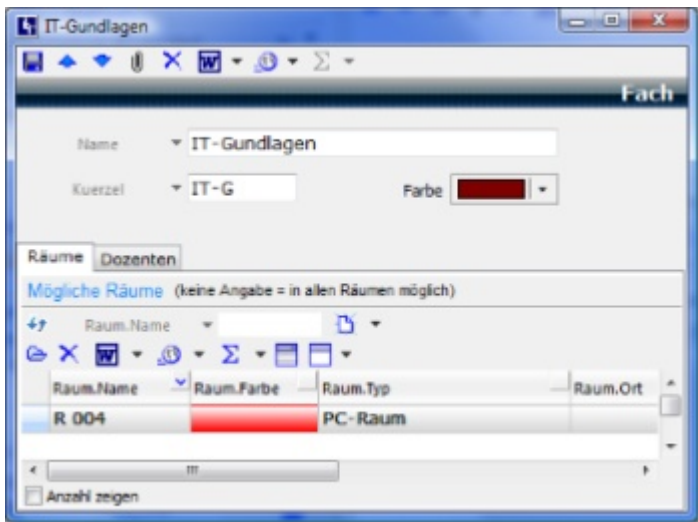 IT-Gundlagen
Fach
Name IT-Gundlagen
Kuerzel IT-G Farbe
Räume Dozenten
Mögliche Räume (keine Angabe = in allen Räumen möglich)
Raum.Name
Raum.Name Raum.Farbe Raum.Typ Raum.Ort
R 004 PC-Raum
Anzahl zeigen